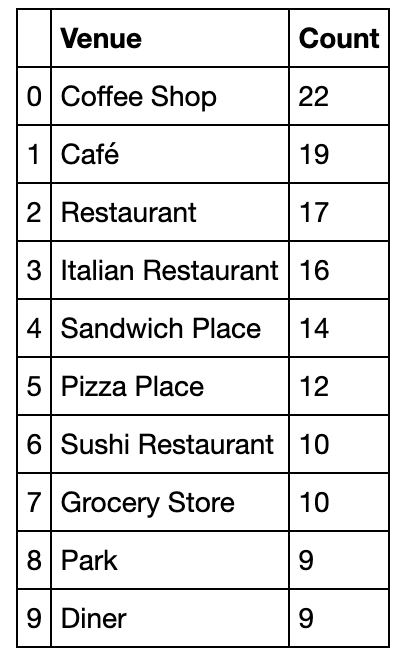 Venue Count
0 Coffee Shop 22
1 Café 19
2 Restaurant 17
3 Italian Restaurant 16
4 Sandwich Place 14
5 Pizza Place 12
6 Sushi Restaurant 10
7 Grocery Store 10
8 Park 9
9 Diner 9